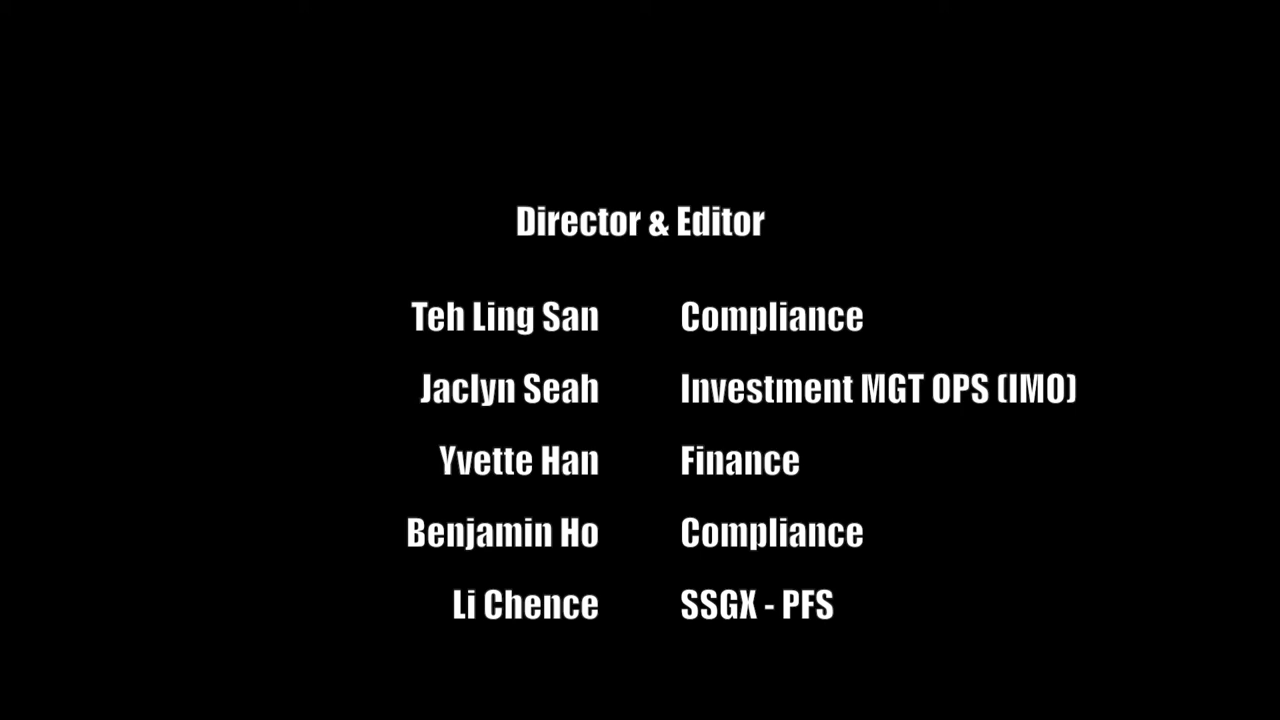 Director & Editor
Teh Ling San Compliance
Jaclyn Seah Investment MGT OPS (IMO)
Yvette Han Finance
Benjamin Ho Compliance
Li Chence SSGX - PFS